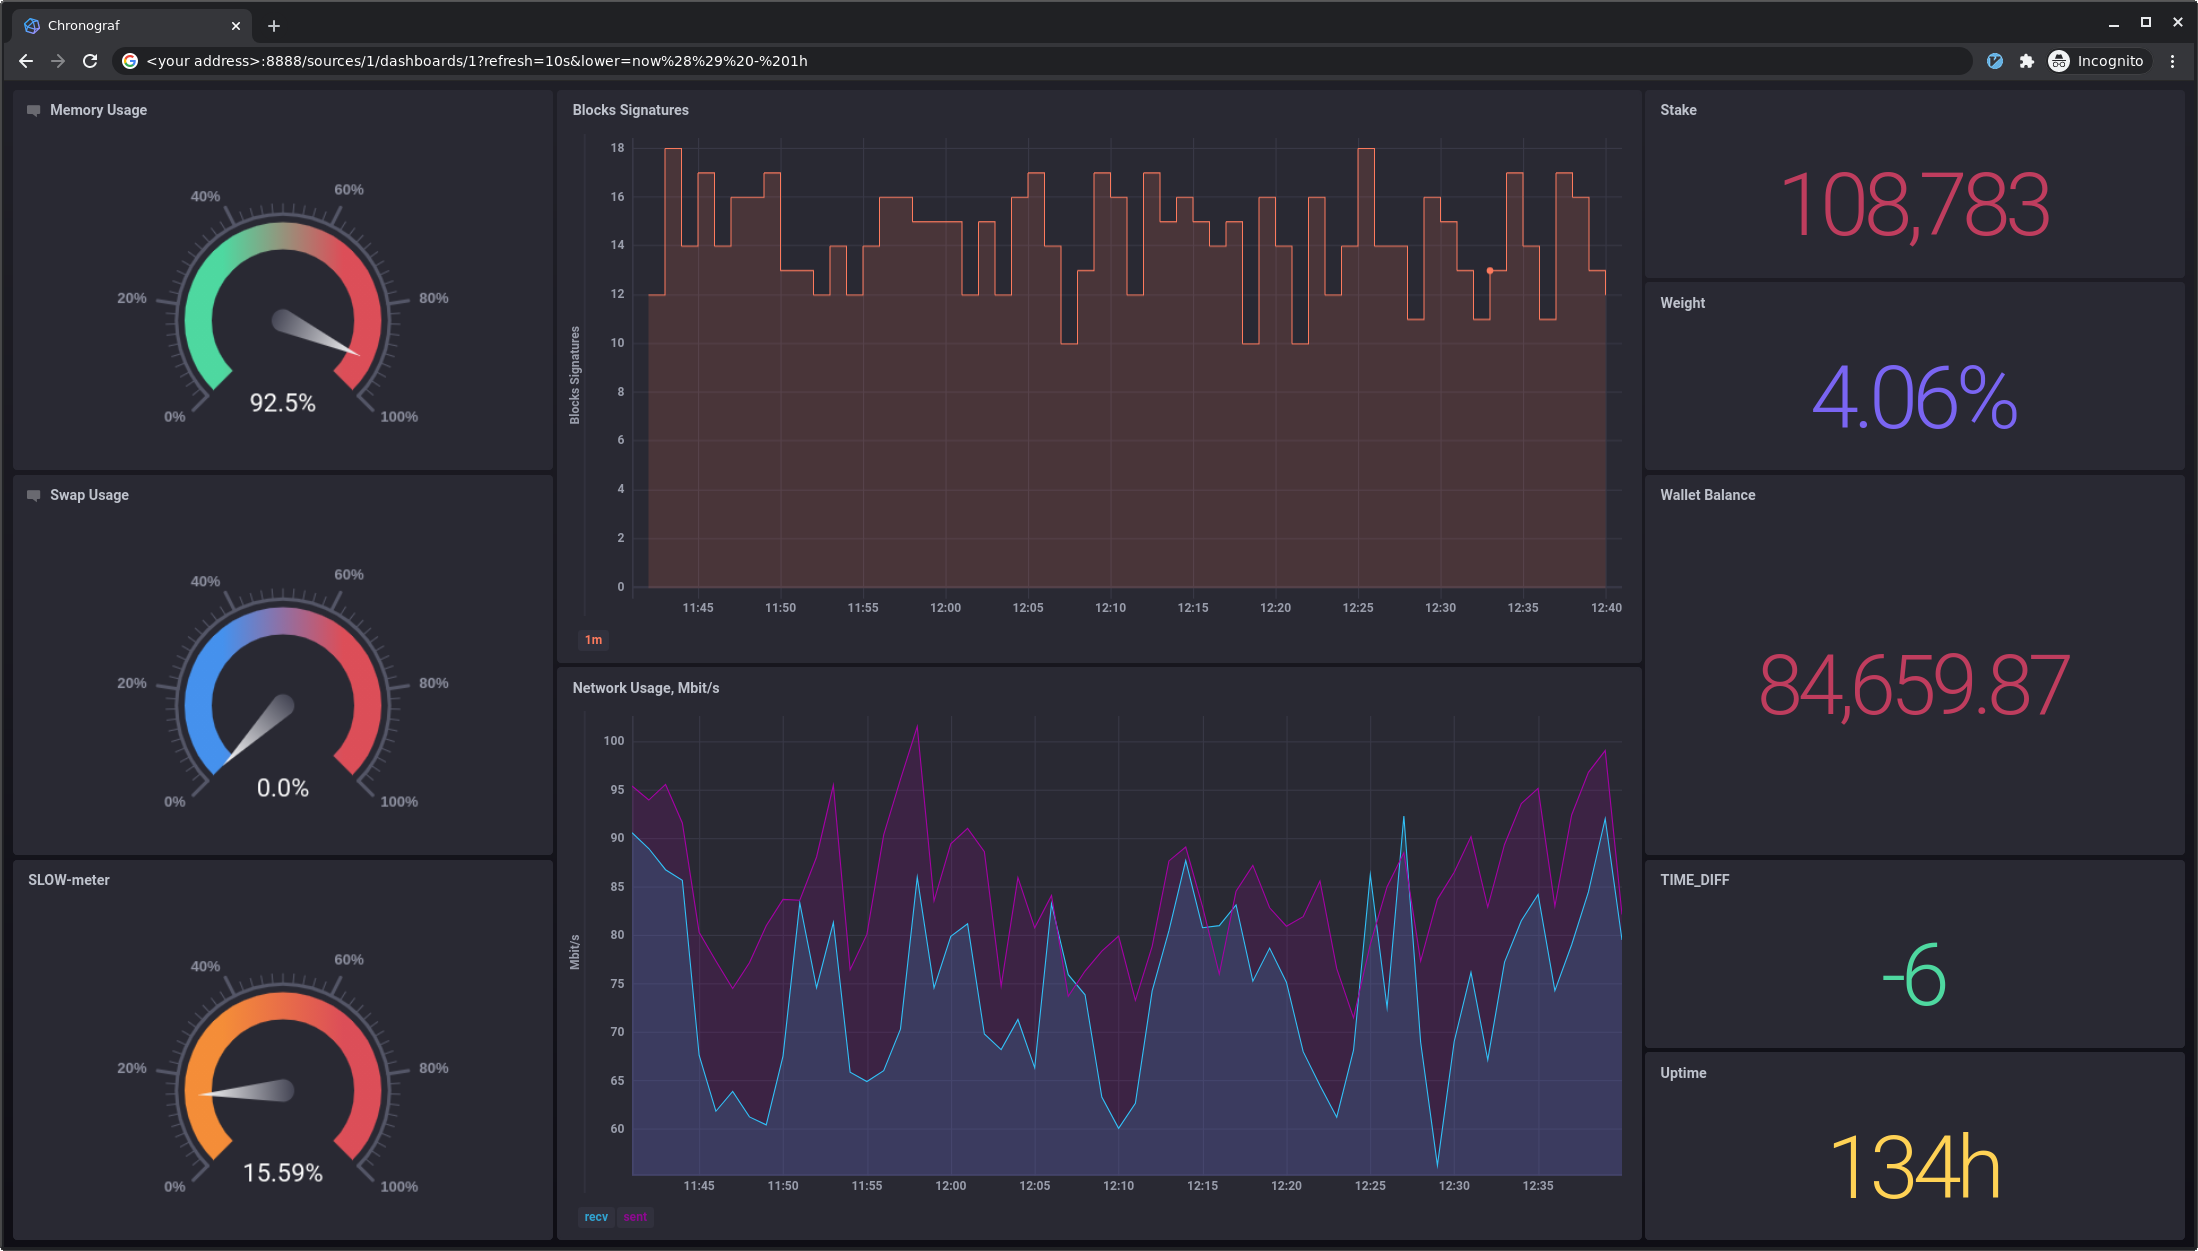 Chronograf
<your address>:8888/sources/1/dashboards/1?refresh=10s&lower=now%28%29%20-%201h
Incognito
Memory Usage
40%
60%
20%
80%
0%
100%
92.5%
Swap Usage
40%
60%
20%
80%
0%
100%
0.0%
SLOW-meter
40%
60%
20%
80%
0%
100%
15.59%
Blocks Signatures
Blocks Signatures
18
16
14
12
10
8
6
4
2
0
11:45 11:50 11:55 12:00 12:05 12:10 12:15 12:20 12:25 12:30 12:35 12:40
1m
Network Usage, Mbit/s
Mbit/s
100
95
90
85
80
75
70
65
60
11:45 11:50 11:55 12:00 12:05 12:10 12:15 12:20 12:25 12:30 12:35
recv sent
Stake
108,783
Weight
4.06%
Wallet Balance
84,659.87
TIME_DIFF
-6
Uptime
134h